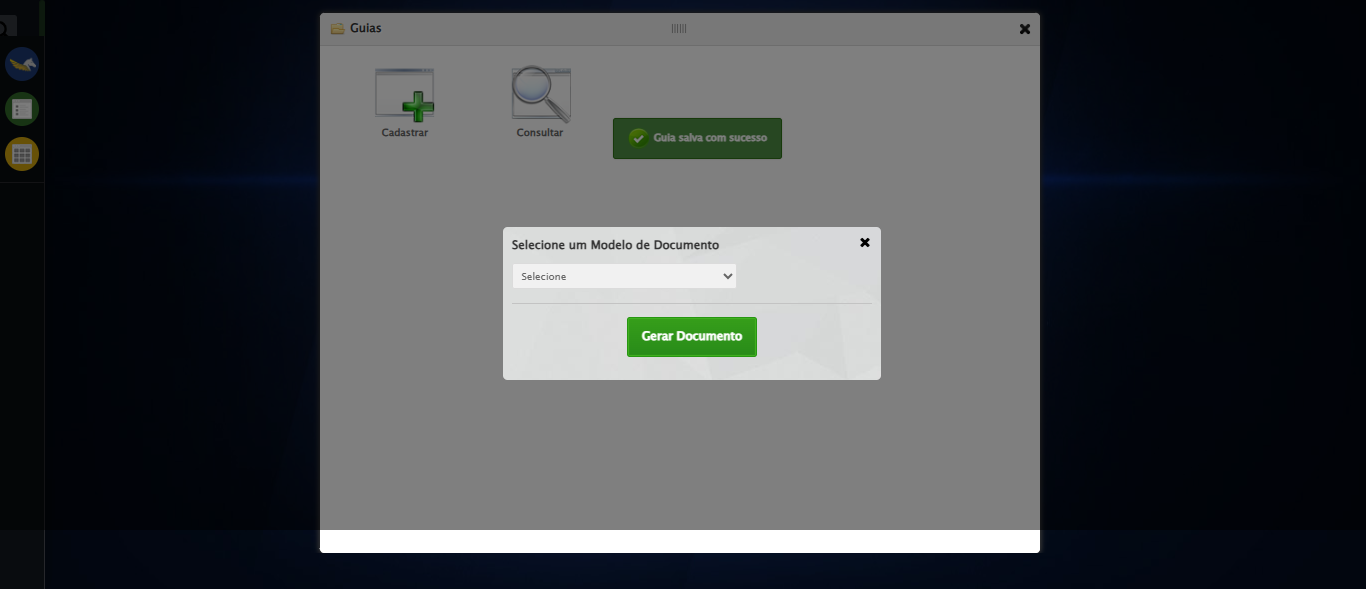 Guias
Cadastrar
Consultar
Guia salva com sucesso
Selecione um Modelo de Documento
Selecione
Gerar Documento